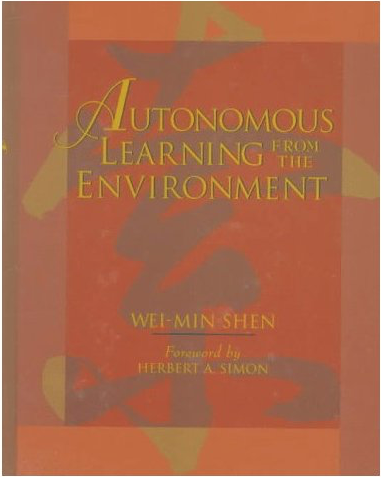 AUTONOMOUS
LEARNING FROM THE
ENVIRONMENT
WEI-MIN SHEN
Foreword by
HERBERT A. SIMON